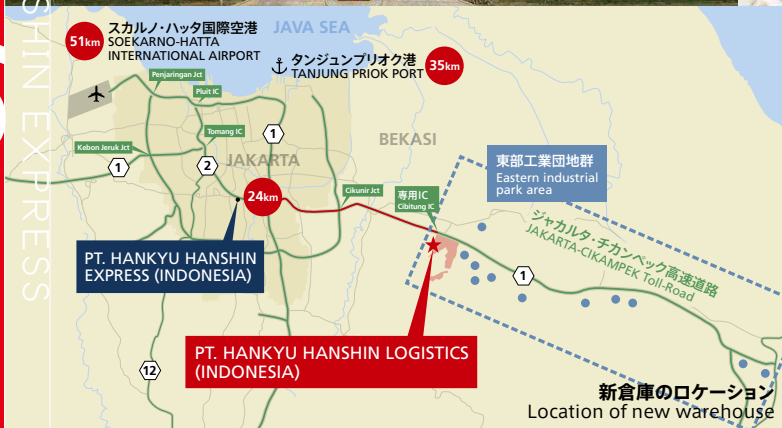 SHIN EXPRESS
51km
スカルノ・ハッタ国際空港
SOEKARNO-HATTA
INTERNATIONAL AIRPORT
JAVA SEA
タンジュンプリオク港
TANJUNG PRIOK PORT
35km
Penjaringan Jct
Pluit IC
Tomang IC
Kebon Jeruk Jct
1
1
2
JAKARTA
BEKASI
東部工業団地群
Eastern industrial
park area
24km
Cikunir Jct
専用IC
Cibitung IC
ジャカルタ・チカンペック高速道路
JAKARTA-CIKAMPEK Toll-Road
1
PT. HANKYU HANSHIN
EXPRESS (INDONESIA)
PT. HANKYU HANSHIN LOGISTICS
(INDONESIA)
12
新倉庫のロケーション
Location of new warehouse